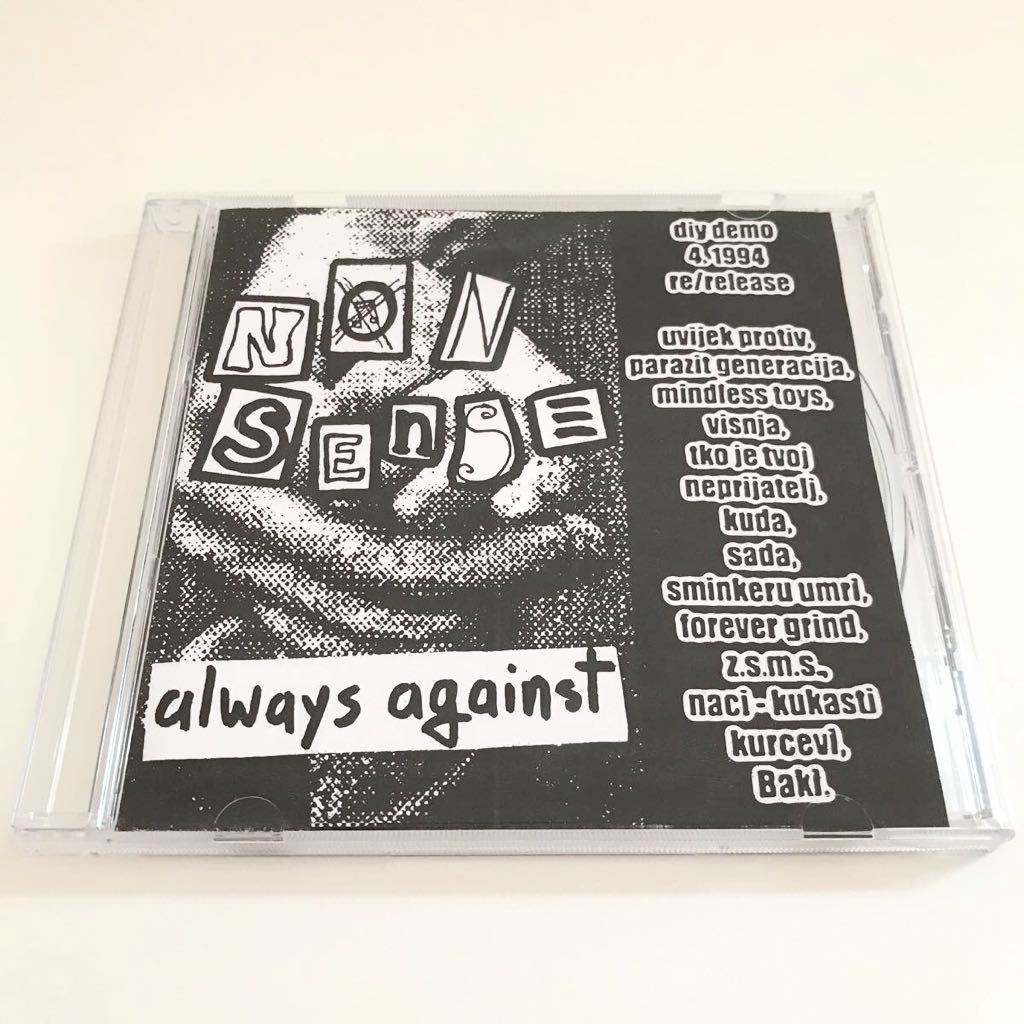 NON
SENSE
always against
diy demo
4. 1994
re/release
uvijek protiv,
parazit generacija,
mindless toys,
visnja,
tko je tvoj
neprijatelj,
kuda,
sada,
sminkeru umri,
forever grind,
z.s.m.s.,
naci - kukasti
kurcevi,
Baki.